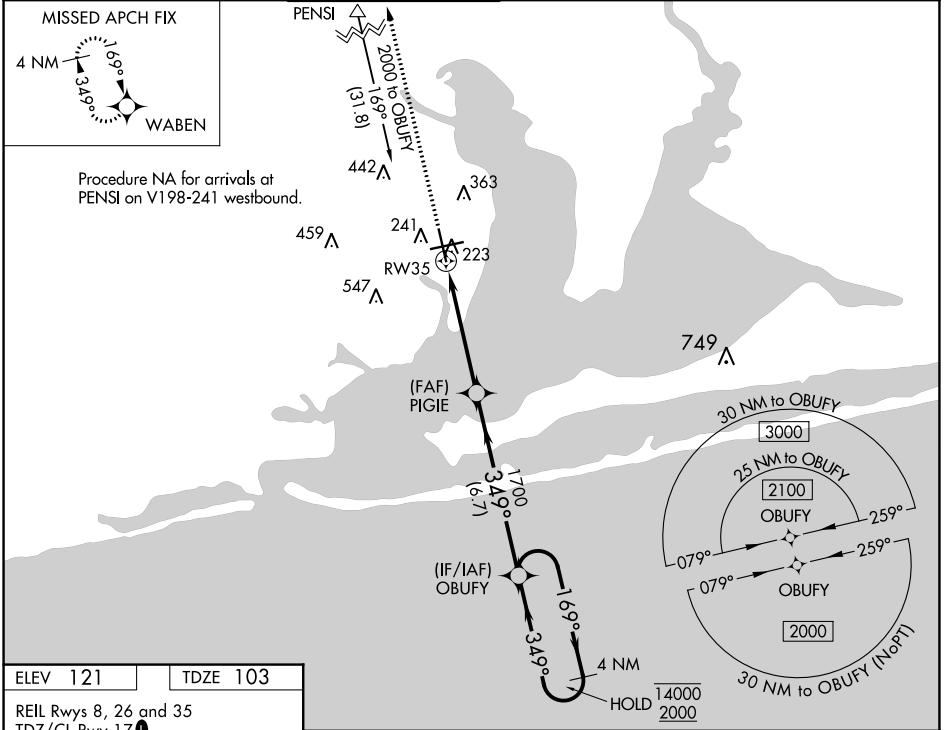 MISSED APCH FIX
4 NM
169°
349°
WABEN
PENSI
2000 to OBUFY
169°
(31.8)
Procedure NA for arrivals at
PENSI on V198-241 westbound.
442
363
459
241
223
RW35
547
749
(FAF)
PIGIE
1700
349°
(6.7)
(IF/IAF)
OBUFY
169°
349°
4 NM
HOLD
14000
2000
30 NM to OBUFY
3000
25 NM to OBUFY
2100
OBUFY
259°
079°
259°
079°
OBUFY
2000
30 NM to OBUFY (NoPT)
ELEV 121
TDZE 103
REIL Rwys 8, 26 and 35
TDZ/CL Rwy 17